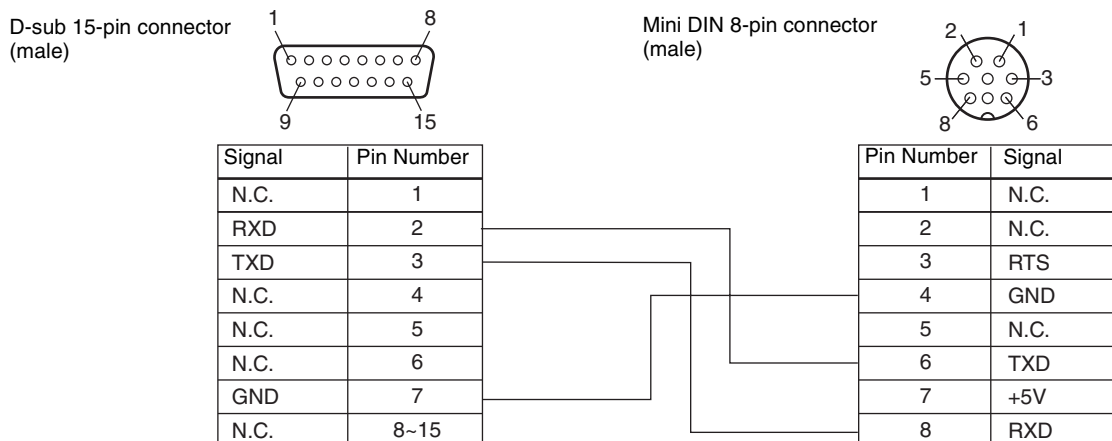 D-sub 15-pin connector
(male)
1 8
9 15
Mini DIN 8-pin connector
(male)
2 1
5 3
8 6
Signal Pin Number
N.C. 1
RXD 2
TXD 3
N.C. 4
N.C. 5
N.C. 6
GND 7
N.C. 8~15
Pin Number Signal
1 N.C.
2 N.C.
3 RTS
4 GND
5 N.C.
6 TXD
7 +5V
8 RXD